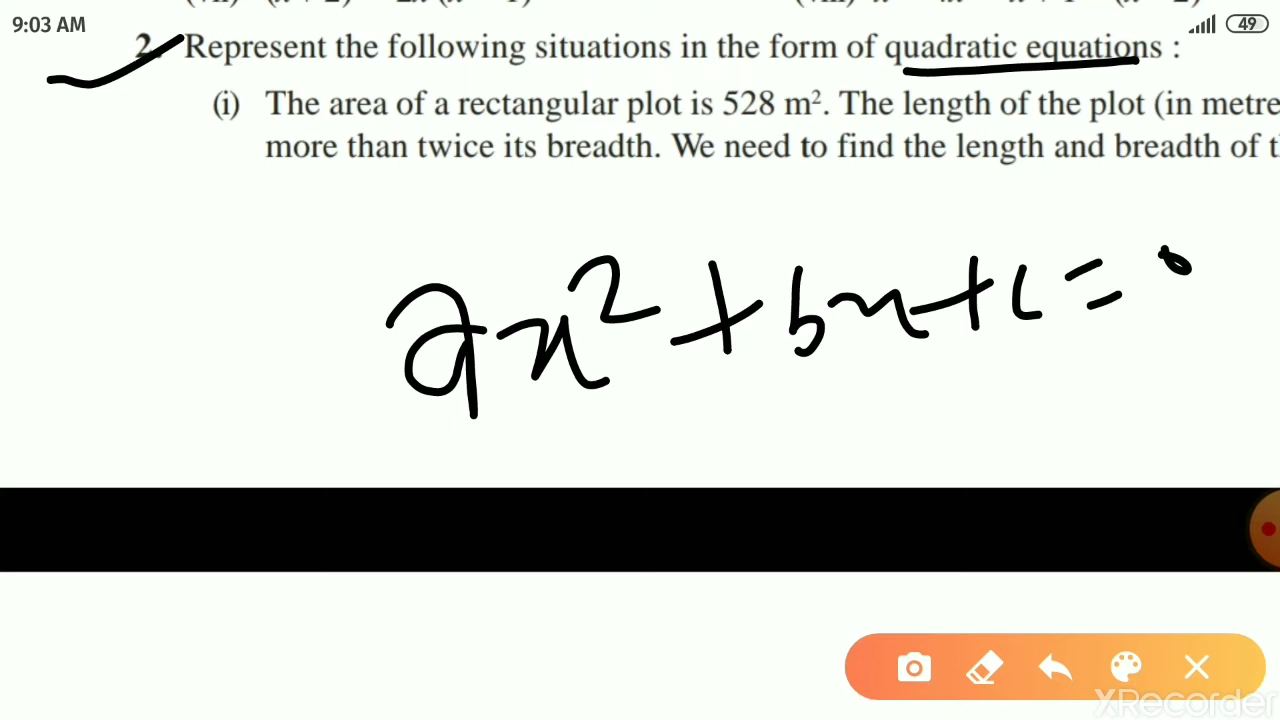 9:03 AM
49
2. Represent the following situations in the form of quadratic equations :
(i) The area of a rectangular plot is 528 m². The length of the plot (in metre
more than twice its breadth. We need to find the length and breadth of t
ax² + bx + c = 0
XRecorder